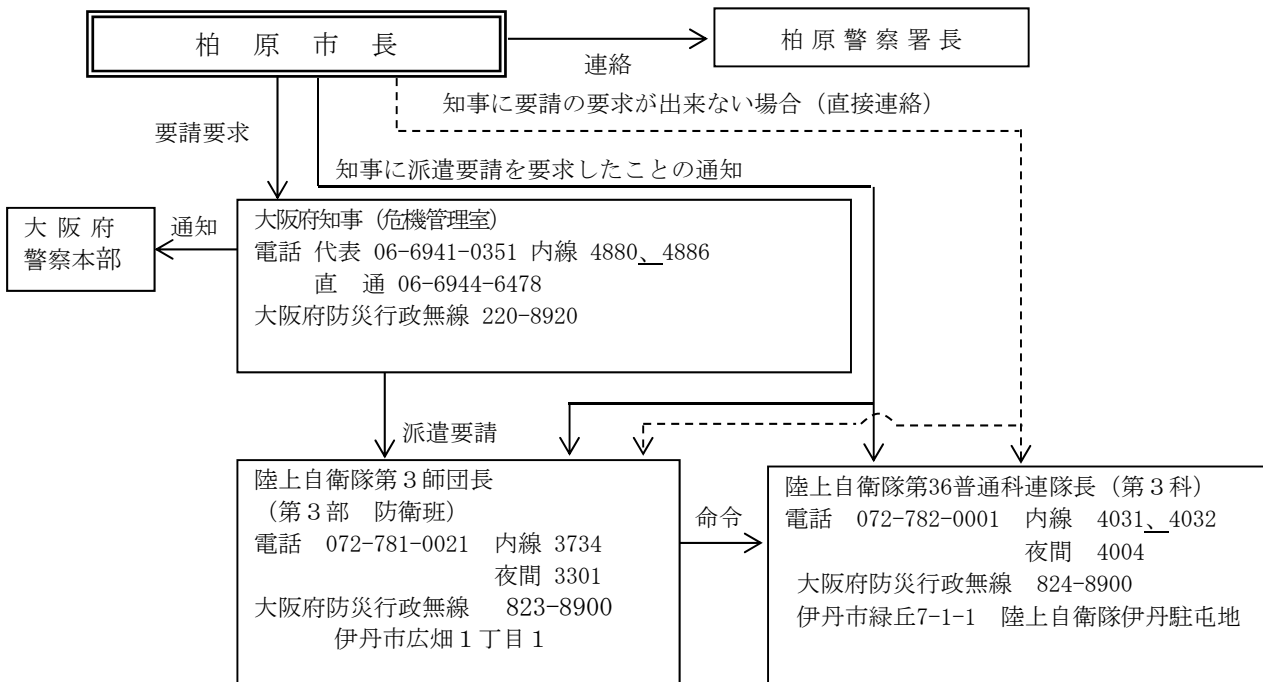 柏　原　市　長
柏 原 警 察 署 長
連絡
知事に要請の要求が出来ない場合（直接連絡）
要請要求
知事に派遣要請を要求したことの通知
大 阪 府
警察本部
通知
大阪府知事（危機管理室）
電話 代表 06-6941-0351 内線 4880、4886
直　通 06-6944-6478
大阪府防災行政無線 220-8920
派遣要請
陸上自衛隊第３師団長
（第３部　防衛班）
電話　072-781-0021　内線 3734
夜間 3301
大阪府防災行政無線　823-8900
伊丹市広畑１丁目１
命令
陸上自衛隊第36普通科連隊長（第３科）
電話　072-782-0001　内線　4031、4032
夜間　4004
大阪府防災行政無線　824-8900
伊丹市緑丘7-1-1　陸上自衛隊伊丹駐屯地